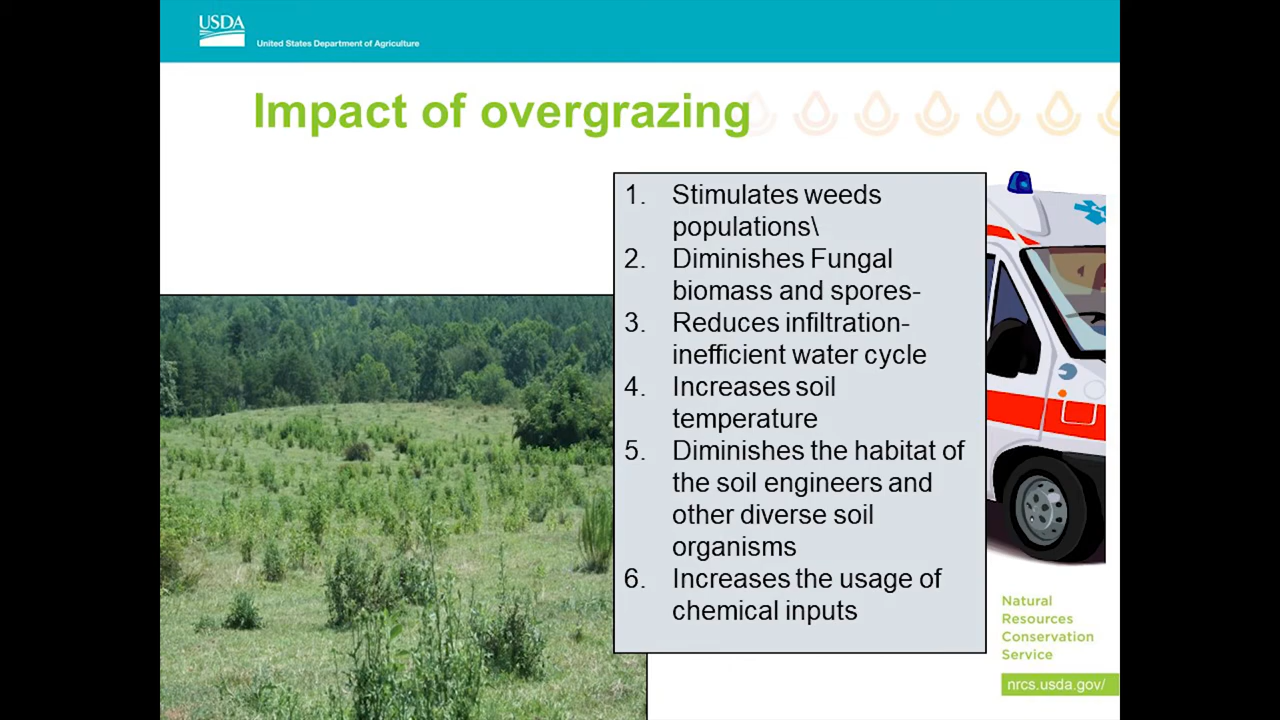 USDA
United States Department of Agriculture
Impact of overgrazing
1. Stimulates weeds
populations\
2. Diminishes Fungal
biomass and spores-
3. Reduces infiltration-
inefficient water cycle
4. Increases soil
temperature
5. Diminishes the habitat of
the soil engineers and
other diverse soil
organisms
6. Increases the usage of
chemical inputs
Natural
Resources
Conservation
Service
nrcs.usda.gov/